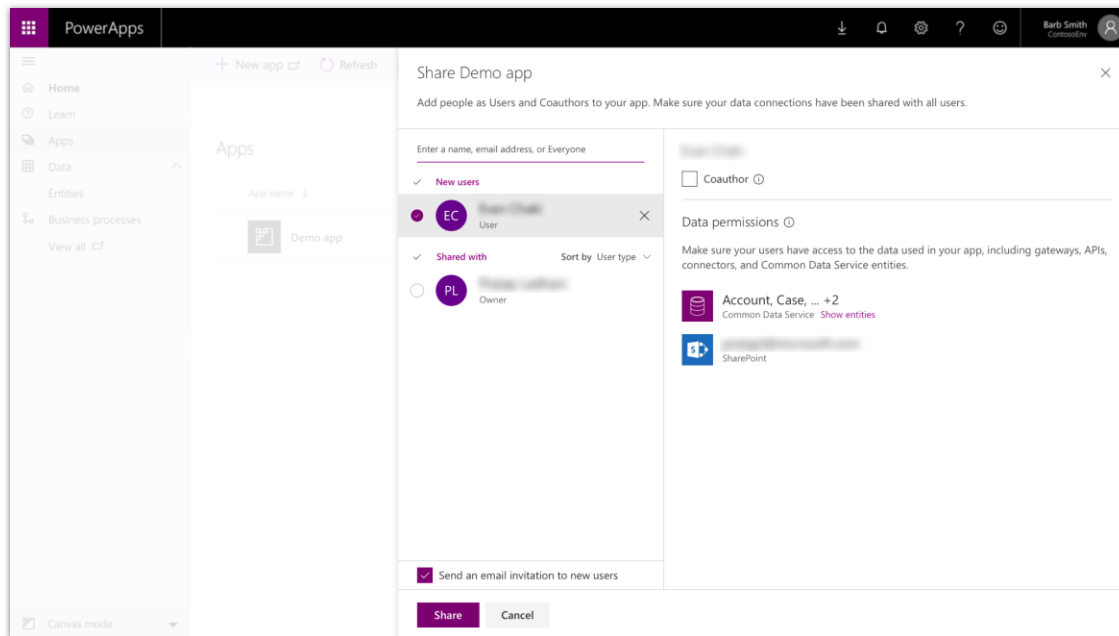 PowerApps
Barb Smith
ContosoEnv
New app
Refresh
Home
Learn
Apps
Data
Entities
Business processes
View all
Canvas mode
Apps
App name
Demo app
Share Demo app
Add people as Users and Coauthors to your app. Make sure your data connections have been shared with all users.
Enter a name, email address, or Everyone
New users
EC
User
Shared with
Sort by User type
PL
Owner
Send an email invitation to new users
Share
Cancel
Coauthor
Data permissions
Make sure your users have access to the data used in your app, including gateways, APIs,
connectors, and Common Data Service entities.
Account, Case, ... +2
Common Data Service Show entities
SharePoint